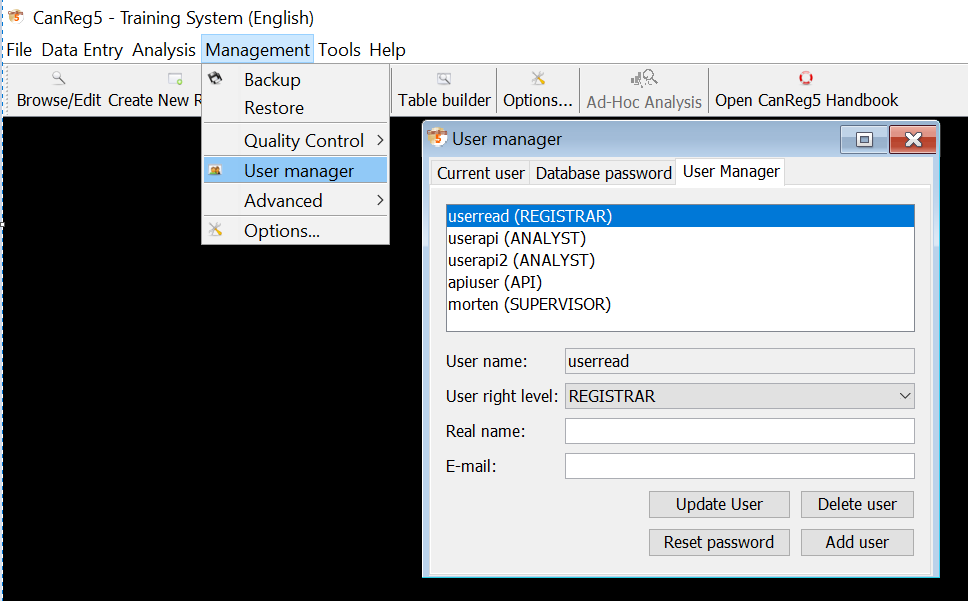 CanReg5 - Training System (English)
File Data Entry Analysis Management Tools Help
Browse/Edit Create New R
Table builder Options... Ad-Hoc Analysis Open CanReg5 Handbook
Backup
Restore
Quality Control
User manager
Advanced
Options...
User manager
Current user Database password User Manager
userread (REGISTRAR)
userapi (ANALYST)
userapi2 (ANALYST)
apiuser (API)
morten (SUPERVISOR)
User name: userread
User right level: REGISTRAR
Real name:
E-mail:
Update User Delete user
Reset password Add user